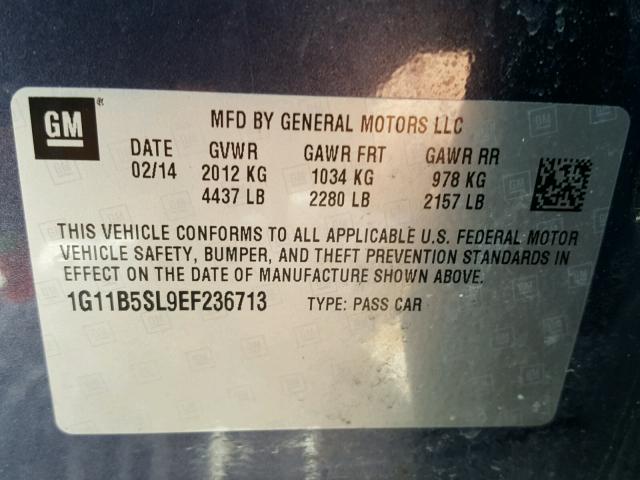 GM ®
MFD BY GENERAL MOTORS LLC
DATE GVWR GAWR FRT GAWR RR
02/14 2012 KG 1034 KG 978 KG
4437 LB 2280 LB 2157 LB
THIS VEHICLE CONFORMS TO ALL APPLICABLE U.S. FEDERAL MOTOR
VEHICLE SAFETY, BUMPER, AND THEFT PREVENTION STANDARDS IN
EFFECT ON THE DATE OF MANUFACTURE SHOWN ABOVE.
1G11B5SL9EF236713 TYPE: PASS CAR